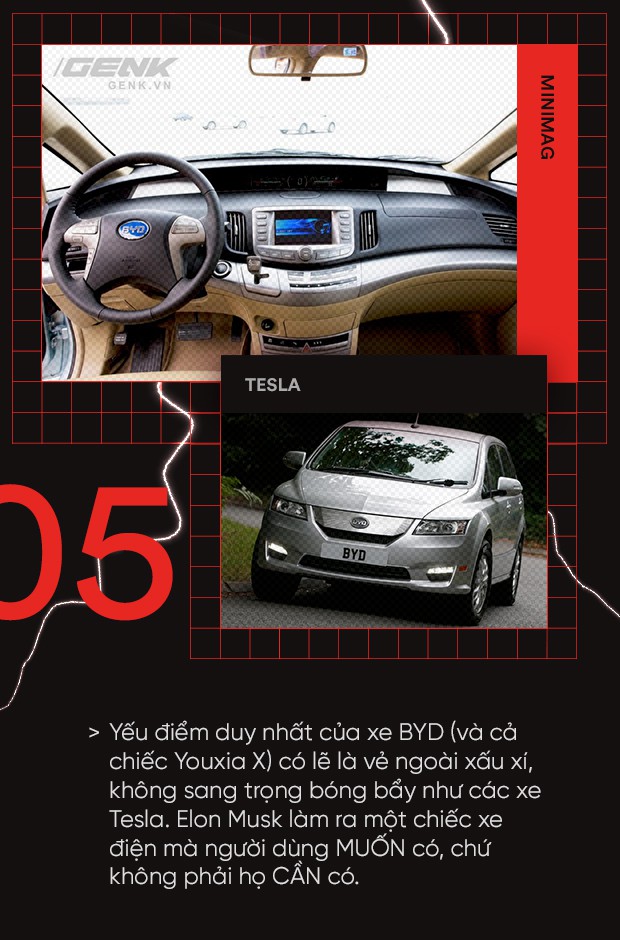 /GENK
GENK.VN
MINIMAG
BYD
TESLA
BYD
BYD
05
> Yếu điểm duy nhất của xe BYD (và cả
chiếc Youxia X) có lẽ là vẻ ngoài xấu xí,
không sang trọng bóng bẩy như các xe
Tesla. Elon Musk làm ra một chiếc xe
điện mà người dùng MUỐN có, chứ
không phải họ CẦN có.